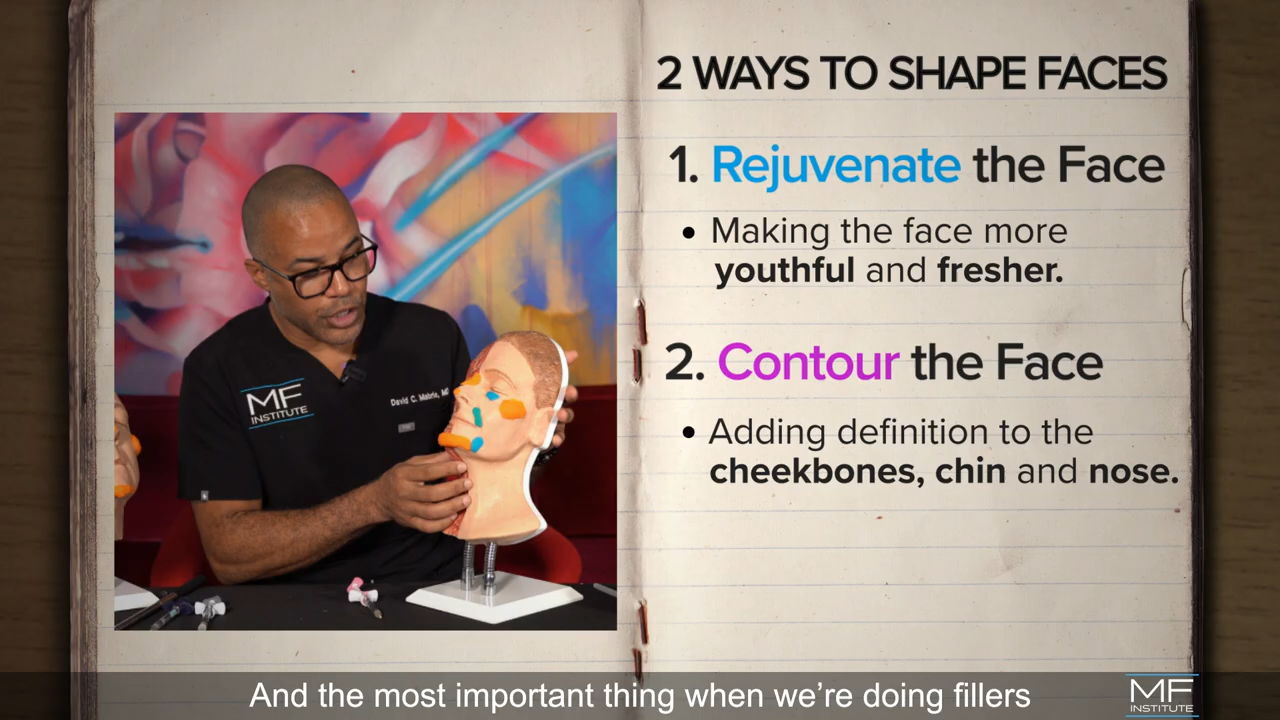 2 WAYS TO SHAPE FACES
1. Rejuvenate the Face
• Making the face more
youthful and fresher.
2. Contour the Face
• Adding definition to the
cheekbones, chin and nose.
MF
INSTITUTE
David C.
And the most important thing when we’re doing fillers
MF
INSTITUTE